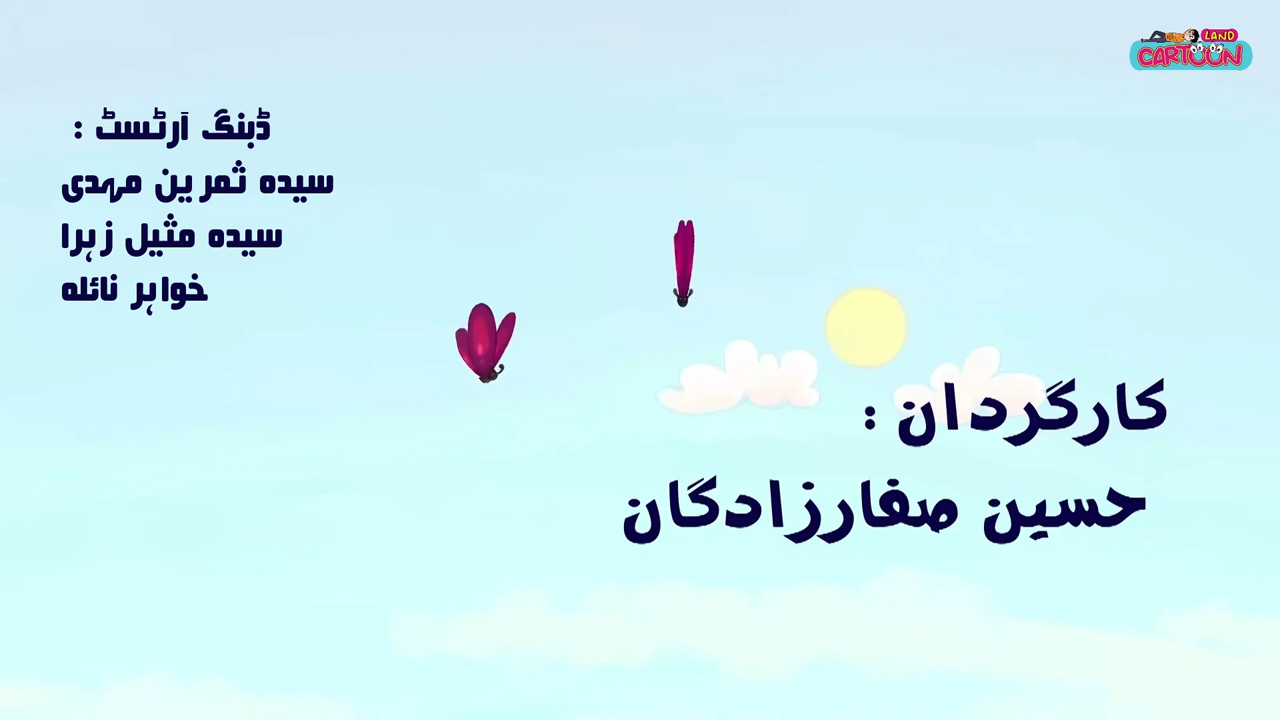 LAND
CARTOON
ڈبنگ آرٹسٹ :
سیدہ ثمرین مہدی
سیدہ مثیل زہرا
خواہر نائلہ
کارگردان :
حسین صفارزادگان